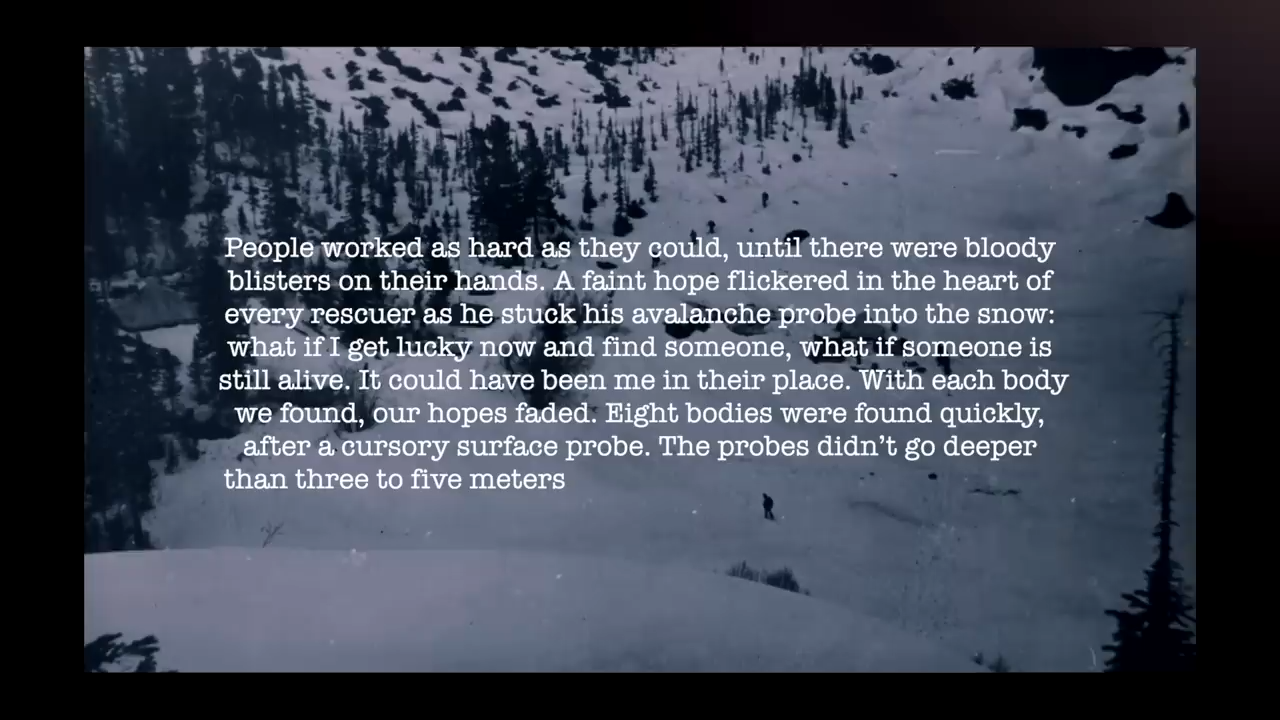 People worked as hard as they could, until there were bloody
blisters on their hands. A faint hope flickered in the heart of
every rescuer as he stuck his avalanche probe into the snow:
what if I get lucky now and find someone, what if someone is
still alive. It could have been me in their place. With each body
we found, our hopes faded. Eight bodies were found quickly,
after a cursory surface probe. The probes didn’t go deeper
than three to five meters